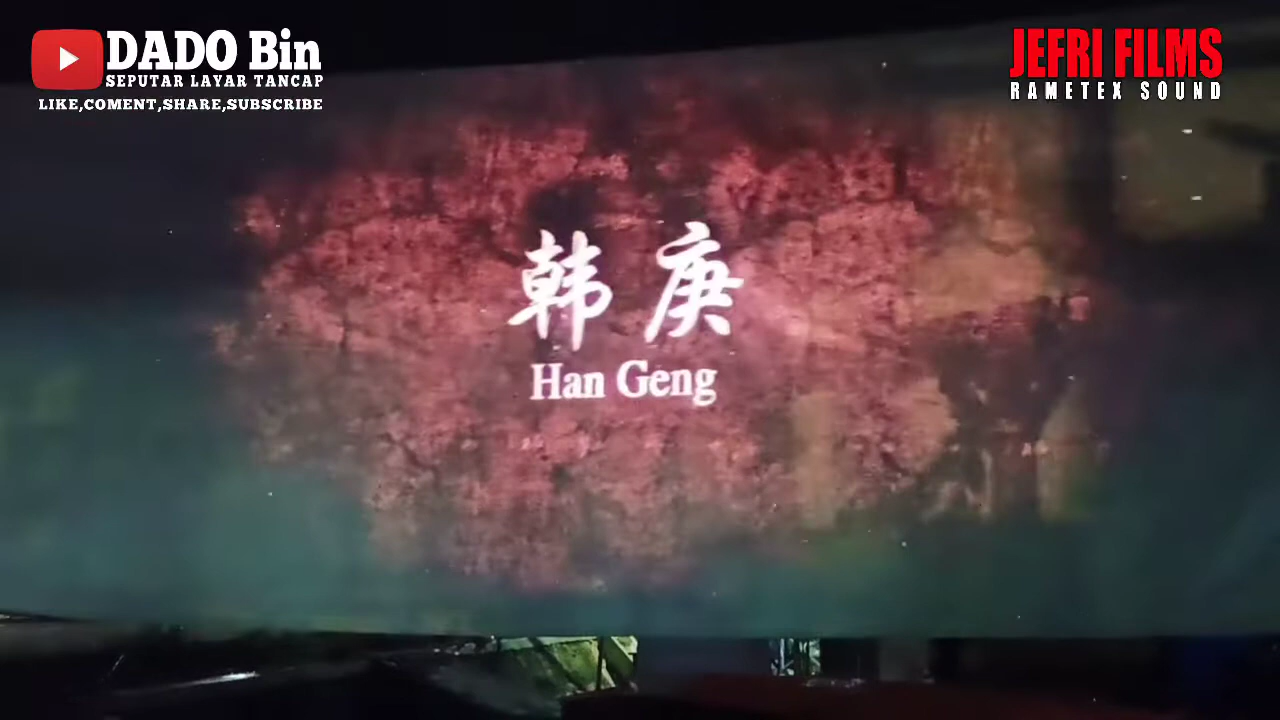 DADO Bin
SEPUTAR LAYAR TANCAP
LIKE,COMENT,SHARE,SUBSCRIBE
JEFRI FILMS
RAMETEX SOUND
韩庚
Han Geng